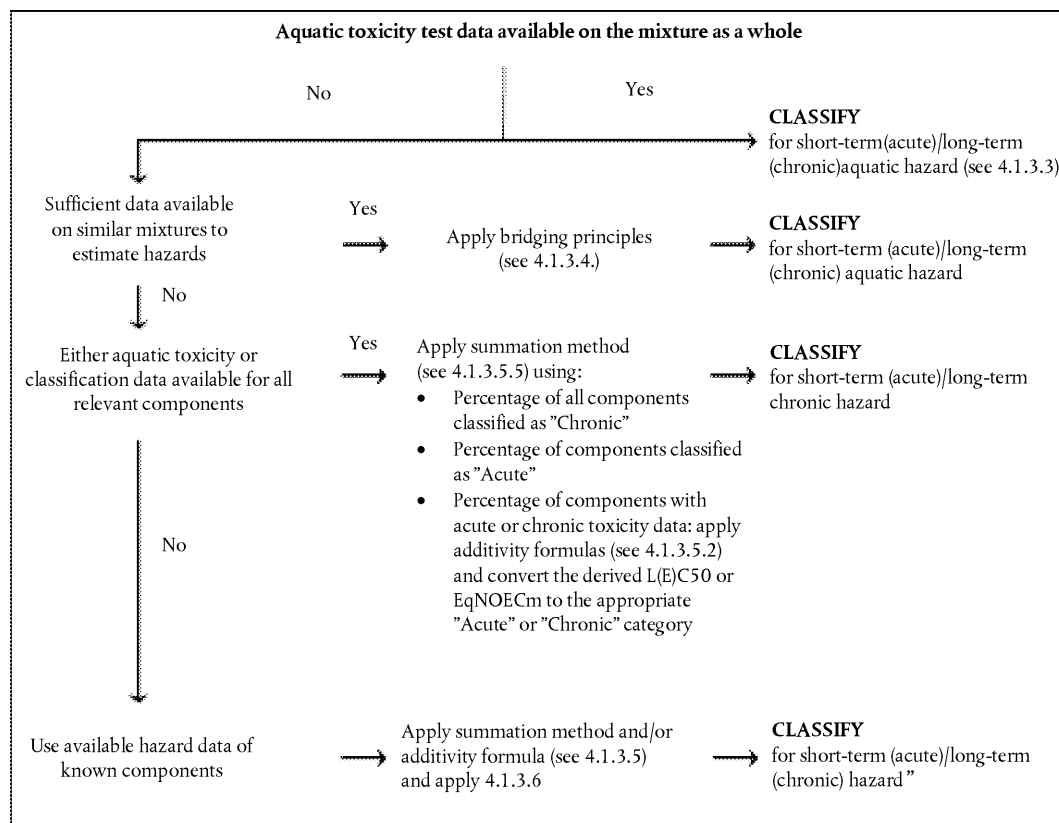 Aquatic toxicity test data available on the mixture as a whole
No
Yes
CLASSIFY
for short-term(acute)/long-term
(chronic)aquatic hazard (see 4.1.3.3)
Sufficient data available
on similar mixtures to
estimate hazards
Yes
Apply bridging principles
(see 4.1.3.4.)
CLASSIFY
for short-term (acute)/long-term
(chronic) aquatic hazard
No
Either aquatic toxicity or
classification data available for all
relevant components
Yes
Apply summation method
(see 4.1.3.5.5) using:
• Percentage of all components
classified as ”Chronic”
• Percentage of components classified
as ”Acute”
• Percentage of components with
acute or chronic toxicity data: apply
additivity formulas (see 4.1.3.5.2)
and convert the derived L(E)C50 or
EqNOECm to the appropriate
”Acute” or ”Chronic” category
CLASSIFY
for short-term (acute)/long-term
chronic hazard
No
Use available hazard data of
known components
Apply summation method and/or
additivity formula (see 4.1.3.5)
and apply 4.1.3.6
CLASSIFY
for short-term (acute)/long-term
(chronic) hazard”